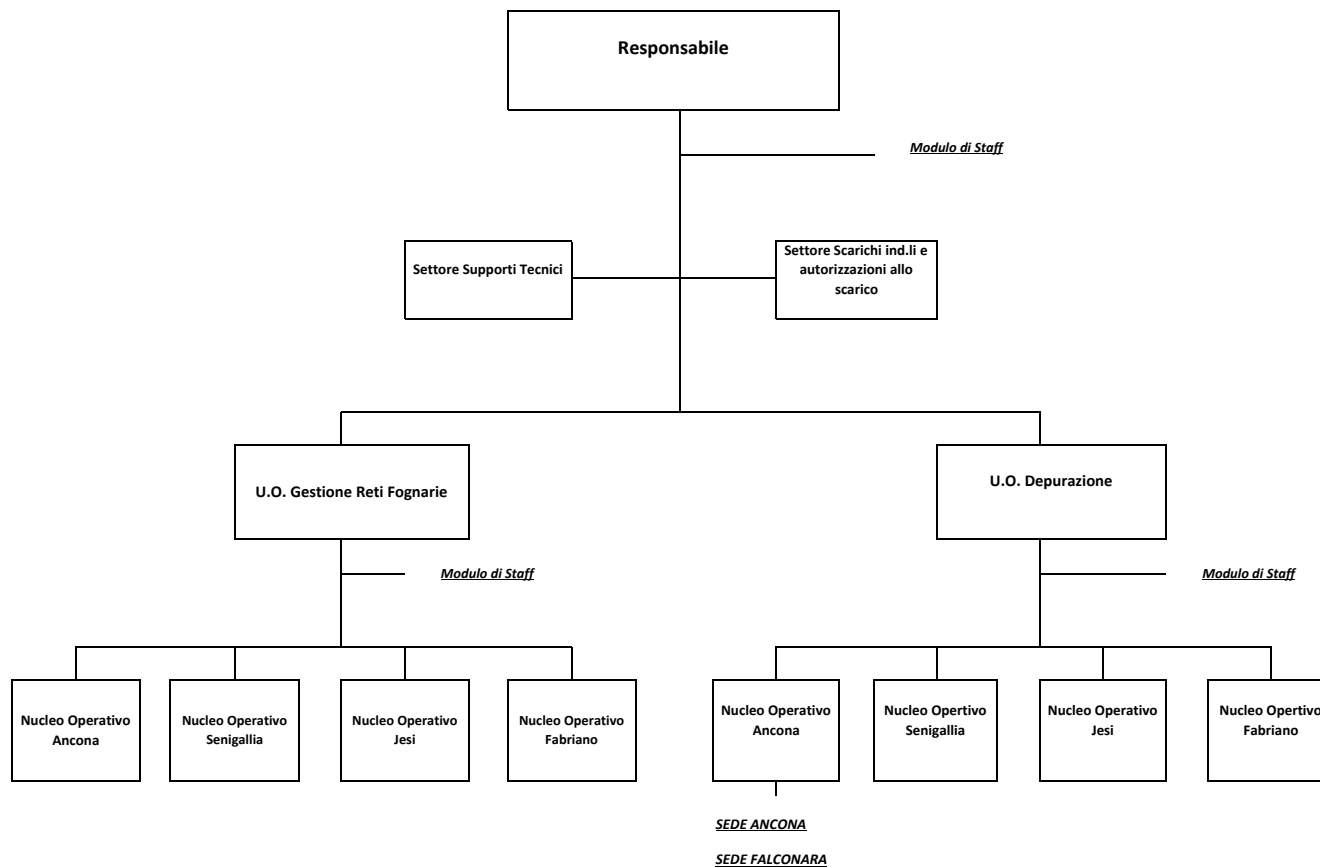 Responsabile
Modulo di Staff
Settore Supporti Tecnici
Settore Scarichi ind.li e
autorizzazioni allo
scarico
U.O. Gestione Reti Fognarie
U.O. Depurazione
Modulo di Staff
Modulo di Staff
Nucleo Operativo
Ancona
Nucleo Operativo
Senigallia
Nucleo Operativo
Jesi
Nucleo Operativo
Fabriano
Nucleo Operativo
Ancona
Nucleo Opertivo
Senigallia
Nucleo Operativo
Jesi
Nucleo Opertivo
Fabriano
SEDE ANCONA
SEDE FALCONARA